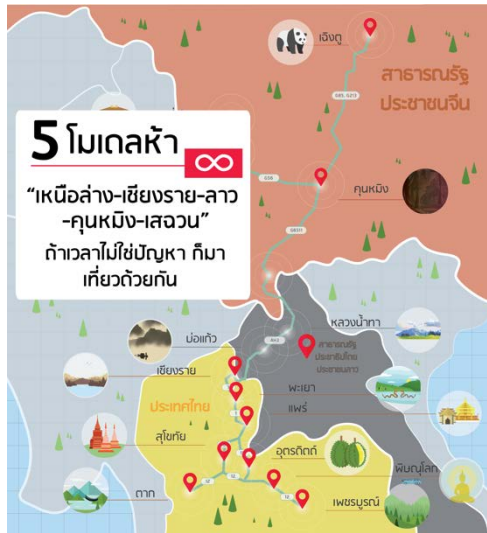 เฉิงตู
สาธารณรัฐ
ประชาชนจีน
5 โมเดลห้า
“เหนือล่าง-เชียงราย-ลาว
-คุนหมิง-เสฉวน”
ถ้าเวลาไม่ใช่ปัญหา ก็มา
เที่ยวด้วยกัน
คุนหมิง
หลวงน้ำทา
บ่อแก้ว
สาธารณรัฐ
ประชาธิปไตย
ประชาชนลาว
เชียงราย
พะเยา
ประเทศไทย
แพร่
สุโขทัย
อุตรดิตถ์
พิษณุโลก
ตาก
เพชรบูรณ์
12
12